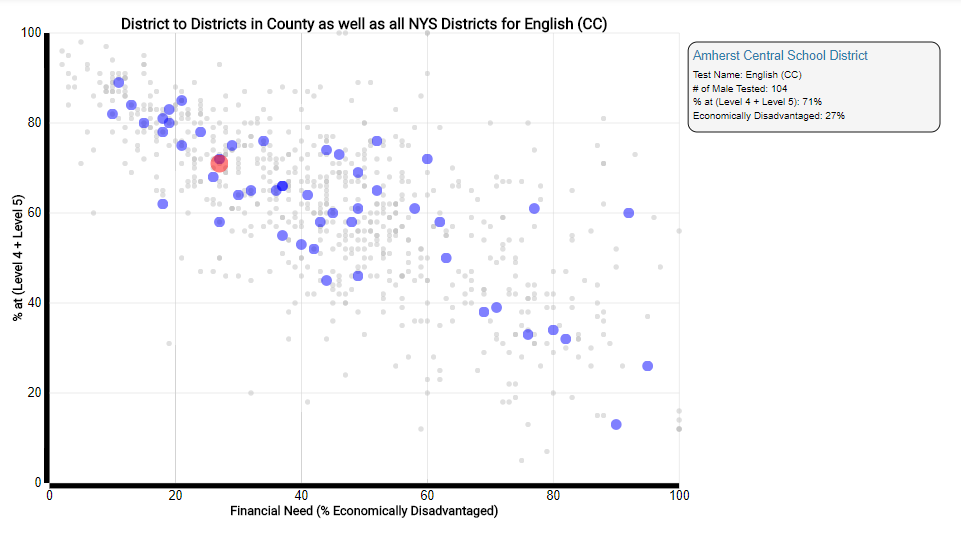 District to Districts in County as well as all NYS Districts for English (CC)
Amherst Central School District
Test Name: English (CC)
# of Male Tested: 104
% at (Level 4 + Level 5): 71%
Economically Disadvantaged: 27%
% at (Level 4 + Level 5)
100
80
60
40
20
0
0 20 40 60 80 100
Financial Need (% Economically Disadvantaged)